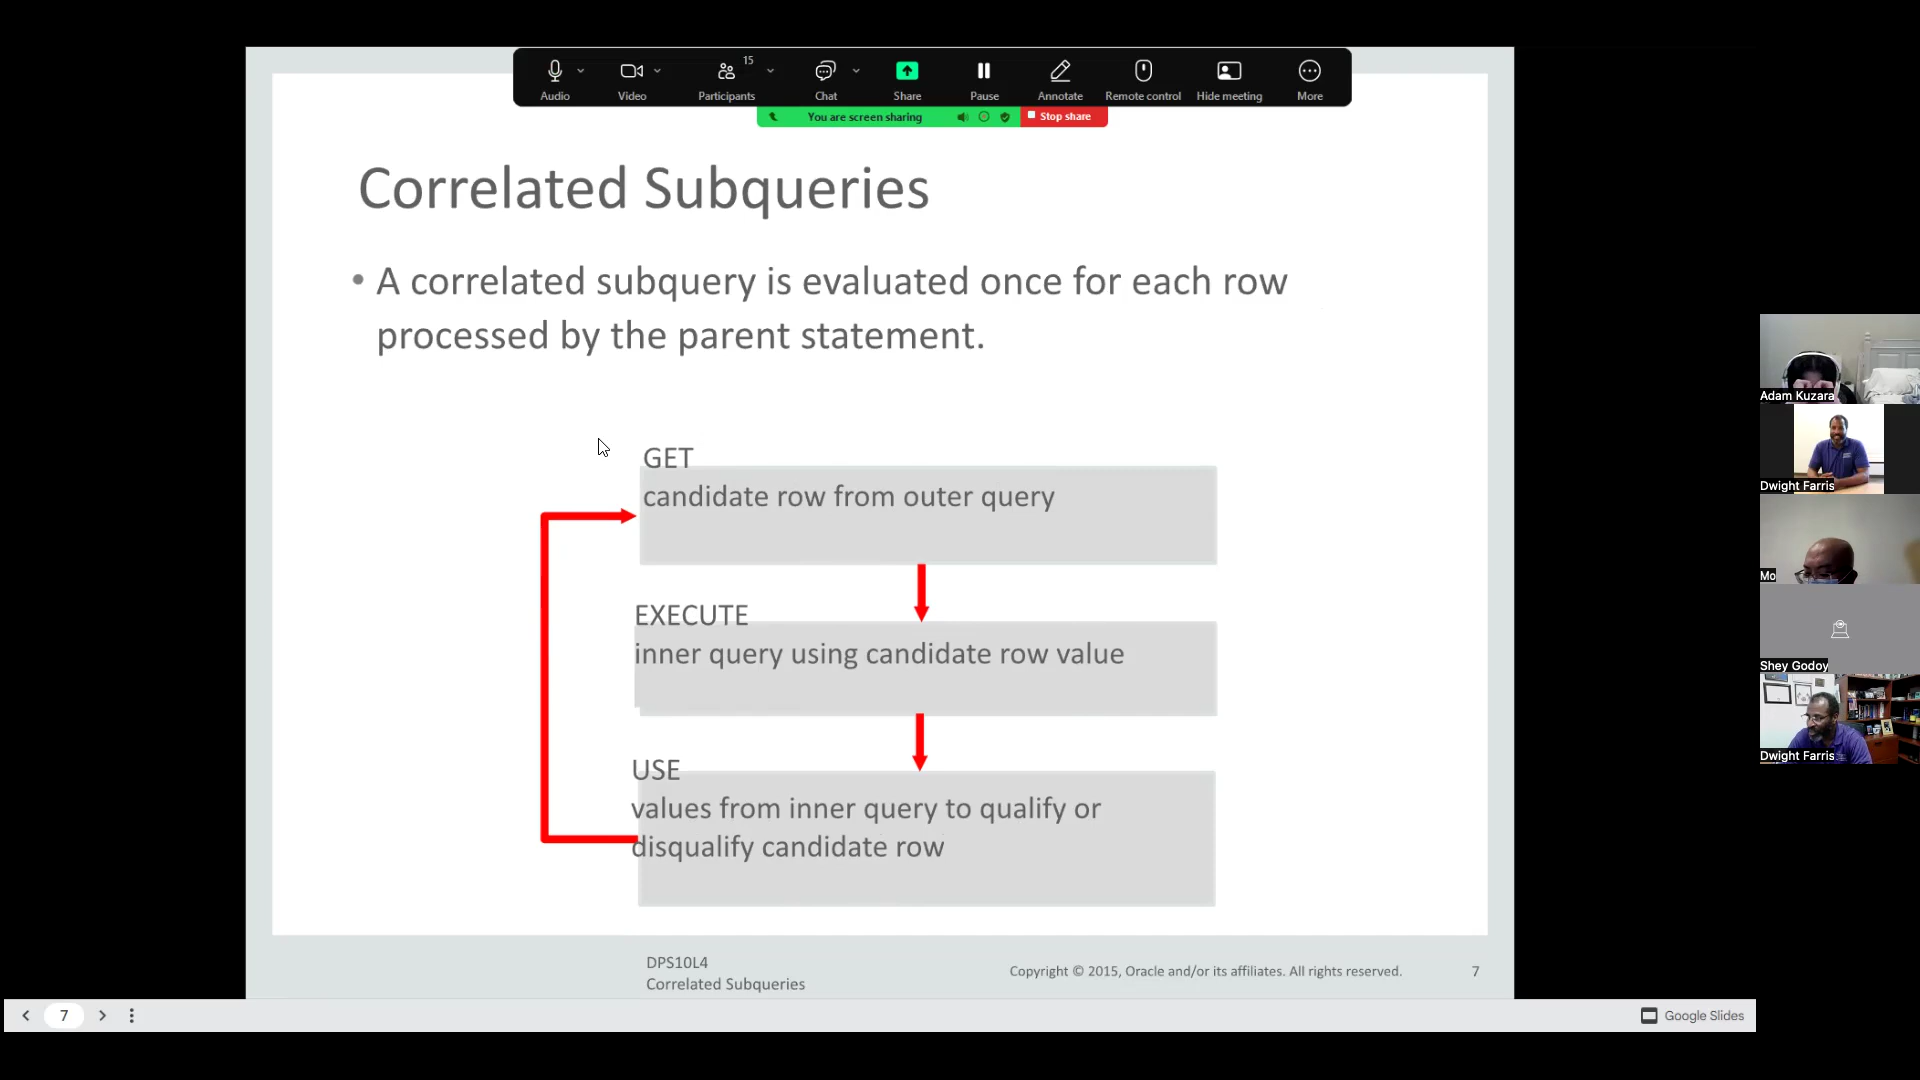 15
Audio
Video
Participants
Chat
Share
Pause
Annotate
Remote control
Hide meeting
More
You are screen sharing
Stop share
Correlated Subqueries
• A correlated subquery is evaluated once for each row
processed by the parent statement.
GET
candidate row from outer query
EXECUTE
inner query using candidate row value
USE
values from inner query to qualify or
disqualify candidate row
DPS10L4
Correlated Subqueries
Copyright © 2015, Oracle and/or its affiliates. All rights reserved.
7
Adam Kuzara
Dwight Farris
Mo
Shey Godoy
Dwight Farris
7
Google Slides